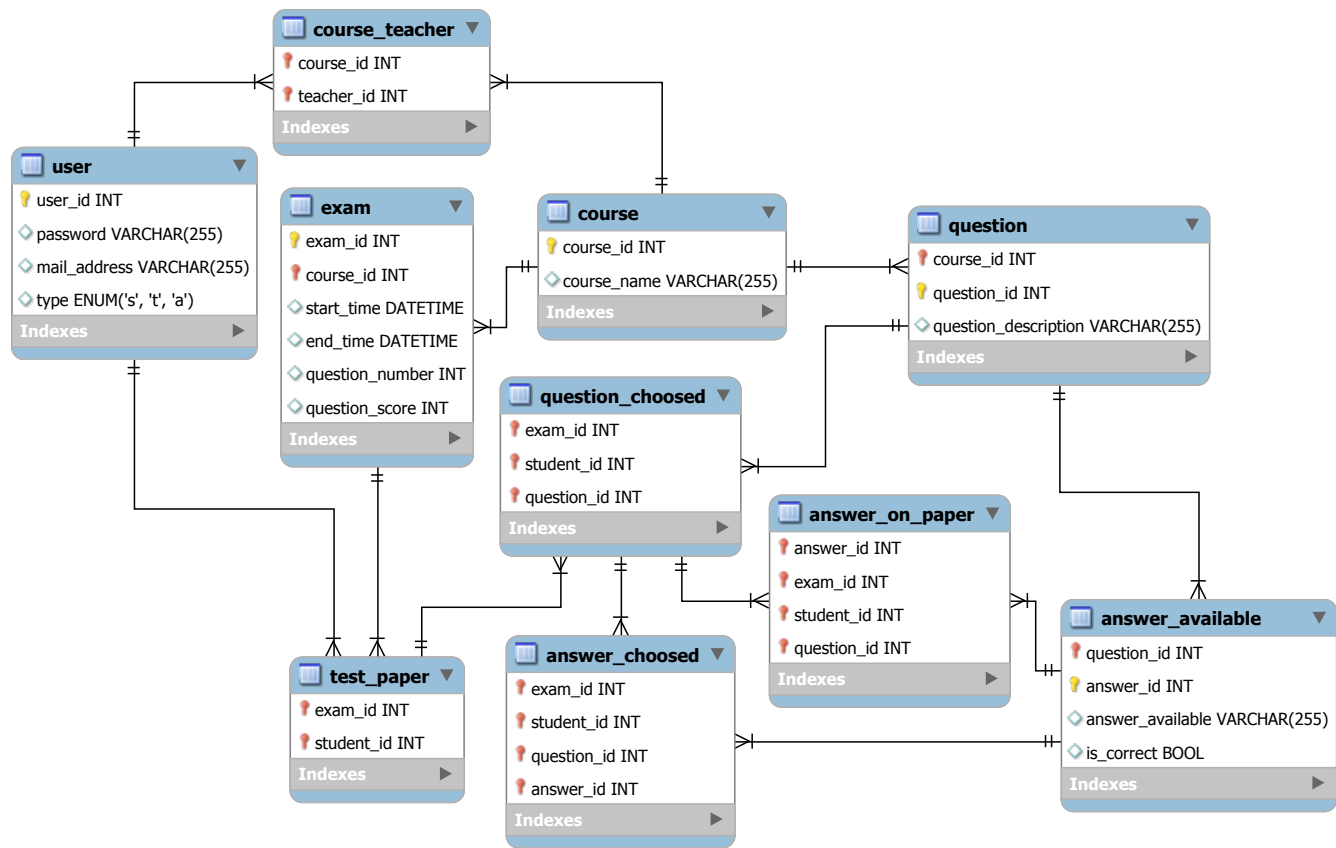 course_teacher
course_id INT
teacher_id INT
Indexes
user
user_id INT
password VARCHAR(255)
mail_address VARCHAR(255)
type ENUM('s', 't', 'a')
Indexes
exam
exam_id INT
course_id INT
start_time DATETIME
end_time DATETIME
question_number INT
question_score INT
Indexes
course
course_id INT
course_name VARCHAR(255)
Indexes
question
course_id INT
question_id INT
question_description VARCHAR(255)
Indexes
question_choosed
exam_id INT
student_id INT
question_id INT
Indexes
answer_on_paper
answer_id INT
exam_id INT
student_id INT
question_id INT
Indexes
answer_available
question_id INT
answer_id INT
answer_available VARCHAR(255)
is_correct BOOL
Indexes
answer_choosed
exam_id INT
student_id INT
question_id INT
answer_id INT
Indexes
test_paper
exam_id INT
student_id INT
Indexes